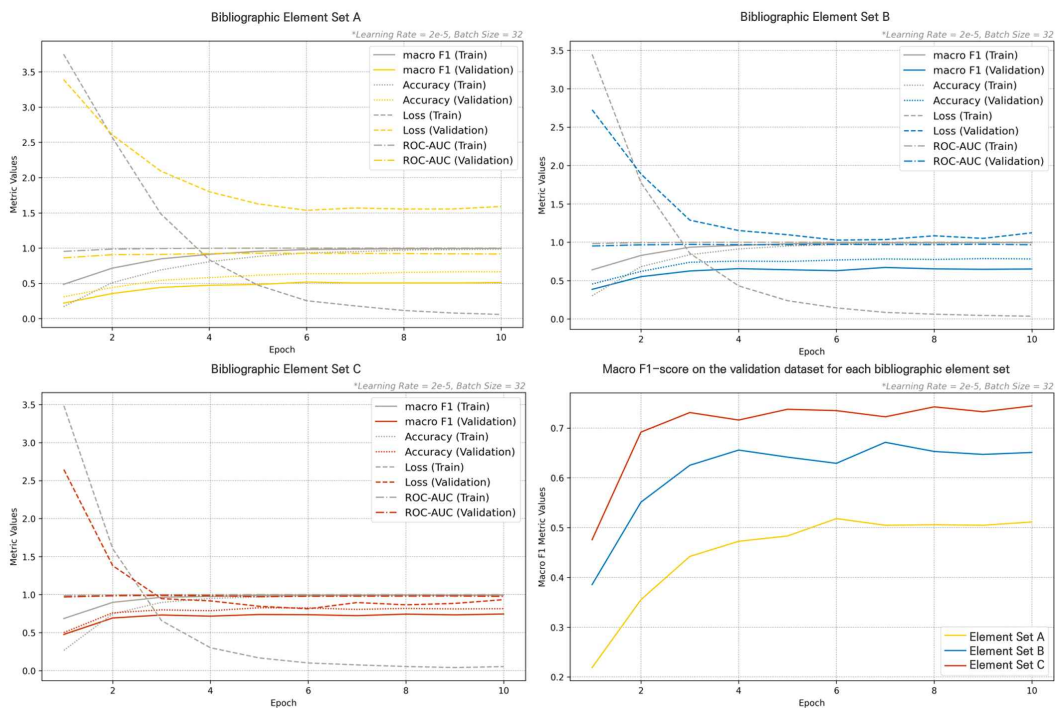 Bibliographic Element Set A
*Learning Rate = 2e-5, Batch Size = 32
macro F1 (Train)
macro F1 (Validation)
Accuracy (Train)
Accuracy (Validation)
Loss (Train)
Loss (Validation)
ROC-AUC (Train)
ROC-AUC (Validation)
Metric Values
3.5
3.0
2.5
2.0
1.5
1.0
0.5
0.0
2 4 6 8 10
Epoch
Bibliographic Element Set B
*Learning Rate = 2e-5, Batch Size = 32
macro F1 (Train)
macro F1 (Validation)
Accuracy (Train)
Accuracy (Validation)
Loss (Train)
Loss (Validation)
ROC-AUC (Train)
ROC-AUC (Validation)
Metric Values
3.5
3.0
2.5
2.0
1.5
1.0
0.5
0.0
2 4 6 8 10
Epoch
Bibliographic Element Set C
*Learning Rate = 2e-5, Batch Size = 32
macro F1 (Train)
macro F1 (Validation)
Accuracy (Train)
Accuracy (Validation)
Loss (Train)
Loss (Validation)
ROC-AUC (Train)
ROC-AUC (Validation)
Metric Values
3.5
3.0
2.5
2.0
1.5
1.0
0.5
0.0
2 4 6 8 10
Epoch
Macro F1-score on the validation dataset for each bibliographic element set
*Learning Rate = 2e-5, Batch Size = 32
Macro F1 Metric Values
0.7
0.6
0.5
0.4
0.3
0.2
Element Set A
Element Set B
Element Set C
2 4 6 8 10
Epoch